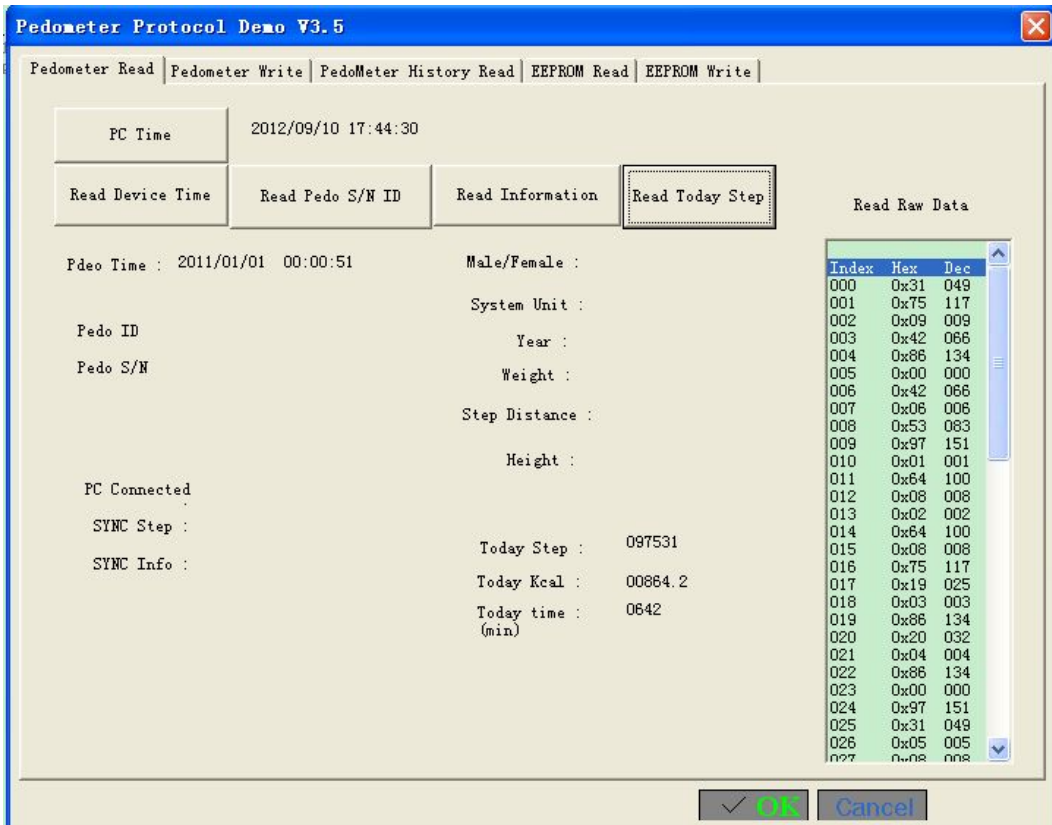 Pedometer Protocol Demo V3.5
Pedometer Read Pedometer Write PedoMeter History Read EEPROM Read EEPROM Write
PC Time 2012/09/10 17:44:30
Read Device Time Read Pedo S/N ID Read Information Read Today Step
Read Raw Data
Pdeo Time : 2011/01/01 00:00:51
Pedo ID
Pedo S/N
PC Connected :
SYNC Step :
SYNC Info :
Male/Female :
System Unit :
Year :
Weight :
Step Distance :
Height :
Today Step : 097531
Today Kcal : 00864.2
Today time : 0642
(min)
Index Hex Dec
000 0x31 049
001 0x75 117
002 0x09 009
003 0x42 066
004 0x86 134
005 0x00 000
006 0x42 066
007 0x06 006
008 0x53 083
009 0x97 151
010 0x01 001
011 0x64 100
012 0x08 008
013 0x02 002
014 0x64 100
015 0x08 008
016 0x75 117
017 0x19 025
018 0x03 003
019 0x86 134
020 0x20 032
021 0x04 004
022 0x86 134
023 0x00 000
024 0x97 151
025 0x31 049
026 0x05 005
027 0x08 008
OK Cancel